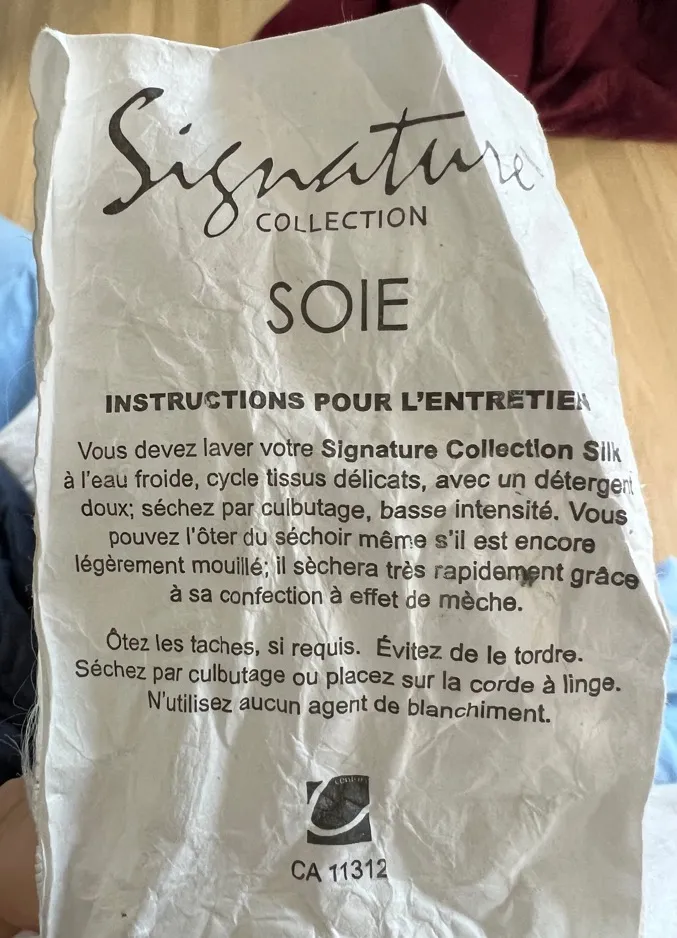 Signature
COLLECTION
SOIE
INSTRUCTIONS POUR L'ENTRETIEN
Vous devez laver votre Signature Collection Silk
à l'eau froide, cycle tissus délicats, avec un détergent
doux; séchez par culbutage, basse intensité. Vous
pouvez l'ôter du séchoir même s'il est encore
légèrement mouillé; il sèchera très rapidement grâce
à sa confection à effet de mèche.
Ôtez les taches, si requis. Évitez de le tordre.
Séchez par culbutage ou placez sur la corde à linge.
N'utilisez aucun agent de blanchiment.
CA 11312